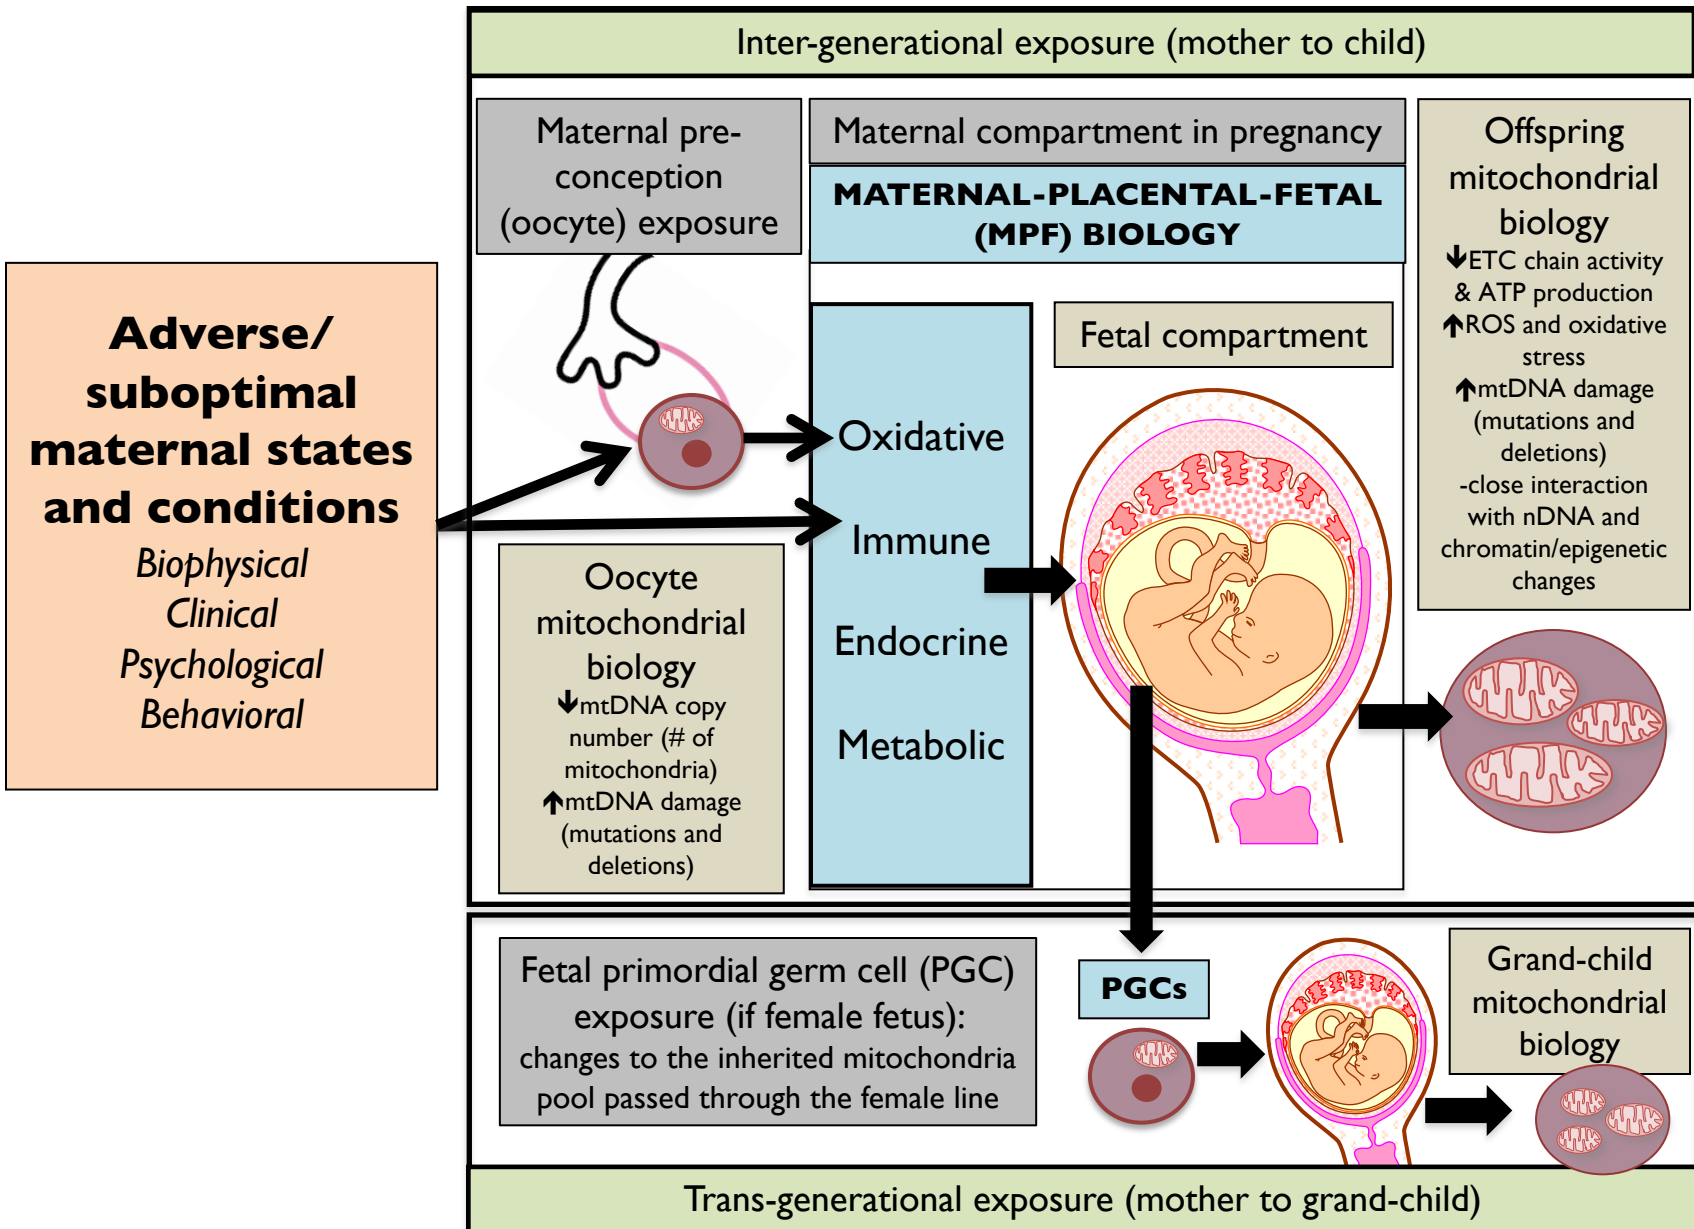 Inter-generational exposure (mother to child)
Maternal pre-
conception
(oocyte) exposure
Maternal compartment in pregnancy
MATERNAL-PLACENTAL-FETAL
(MPF) BIOLOGY
Offspring
mitochondrial
biology
↓ETC chain activity
& ATP production
↑ROS and oxidative
stress
↑mtDNA damage
(mutations and
deletions)
-close interaction
with nDNA and
chromatin/epigenetic
changes
Adverse/
suboptimal
maternal states
and conditions
Biophysical
Clinical
Psychological
Behavioral
Fetal compartment
Oxidative
Immune
Endocrine
Metabolic
Oocyte
mitochondrial
biology
↓mtDNA copy
number (# of
mitochondria)
↑mtDNA damage
(mutations and
deletions)
Fetal primordial germ cell (PGC)
exposure (if female fetus):
changes to the inherited mitochondria
pool passed through the female line
PGCs
Grand-child
mitochondrial
biology
Trans-generational exposure (mother to grand-child)